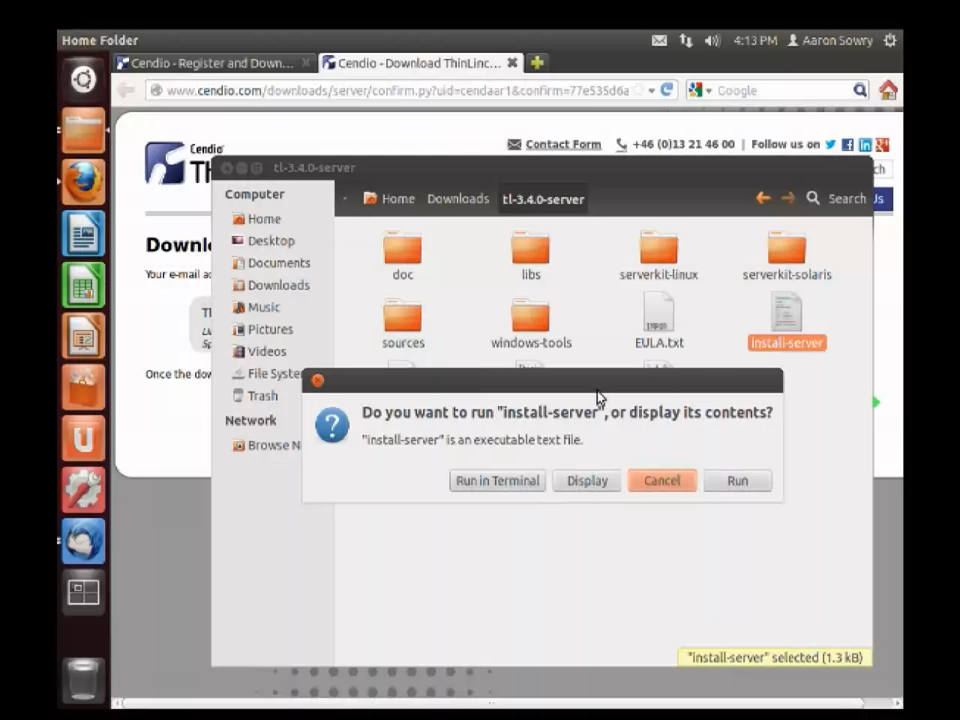 Home Folder
4:13 PM
Aaron Sowry
Cendio - Register and Down...
Cendio - Download ThinLinc...
www.cendio.com/downloads/server/confirm.py?uid=cendaar1&confirm=77e535d6a
Google
Cendio
Th
Contact Form
+46 (0)13 21 46 00 | Follow us on
tl-3.4.0-server
Computer
Home
Desktop
Documents
Downloads
Music
Pictures
Videos
File Syste
Trash
Network
Browse N
Home
Downloads
tl-3.4.0-server
Search
doc
libs
serverkit-linux
serverkit-solaris
sources
windows-tools
EULA.txt
install-server
Downl
Your e-mail a
Once the dow
Do you want to run "install-server", or display its contents?
"install-server" is an executable text file.
Run in Terminal
Display
Cancel
Run
"install-server" selected (1.3 kB)